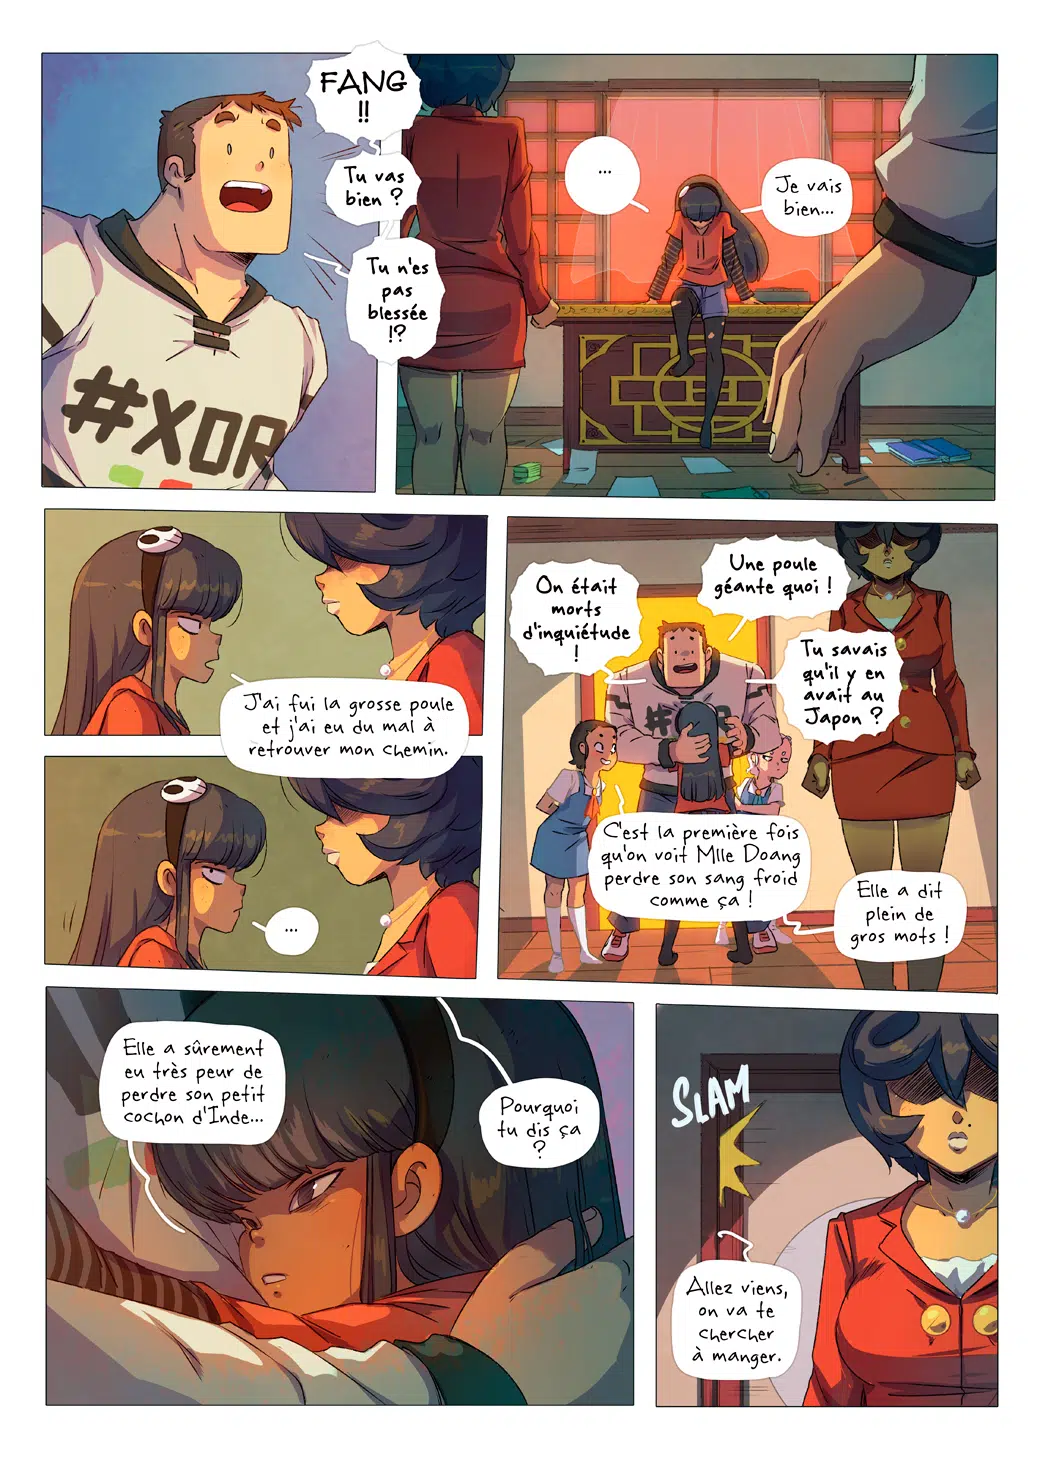 FANG
!!
Tu vas
bien ?
Tu n'es
pas
blessée
!?
#XOR
...
Je vais
bien...
J'ai fui la grosse poule
et j'ai eu du mal à
retrouver mon chemin.
...
On était
morts
d'inquiétude
!
Une poule
géante quoi !
Tu savais
qu'il y en
avait au
Japon ?
C'est la première fois
qu'on voit Mlle Doang
perdre son sang froid
comme ça !
Elle a dit
plein de
gros mots !
Elle a sûrement
eu très peur de
perdre son petit
cochon d'Inde...
Pourquoi
tu dis ça
?
SLAM
Allez viens,
on va te
chercher
à manger.